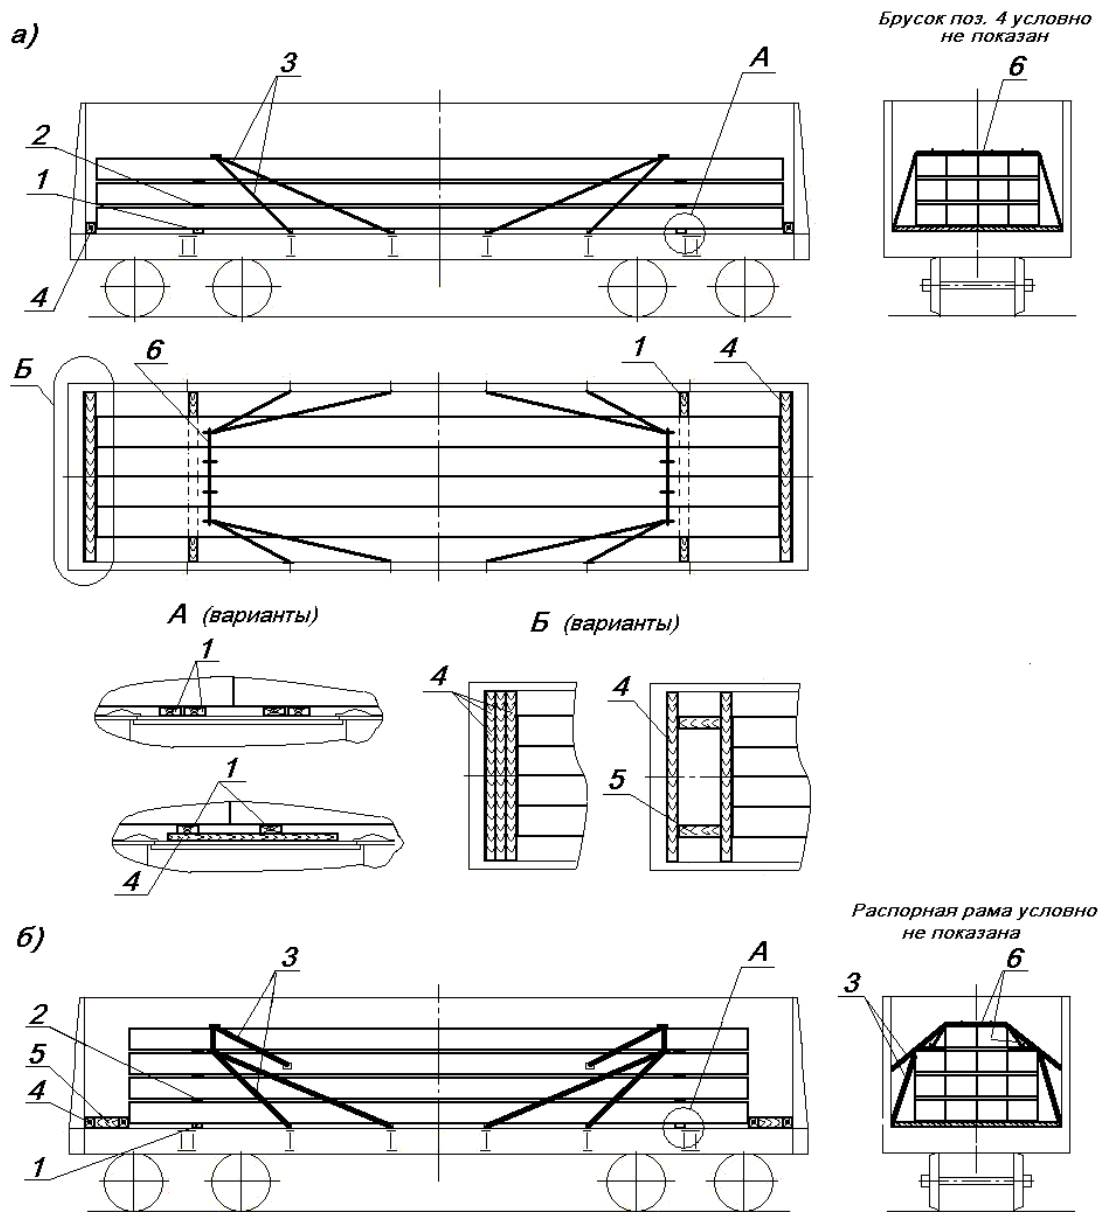 а)
Брусок поз. 4 условно
не показан
3
А
6
2
1
4
6
1
4
Б
А (варианты)
Б (варианты)
1
4
4
5
1
4
Распорная рама условно
не показана
б)
3
А
6
3
2
5
4
1